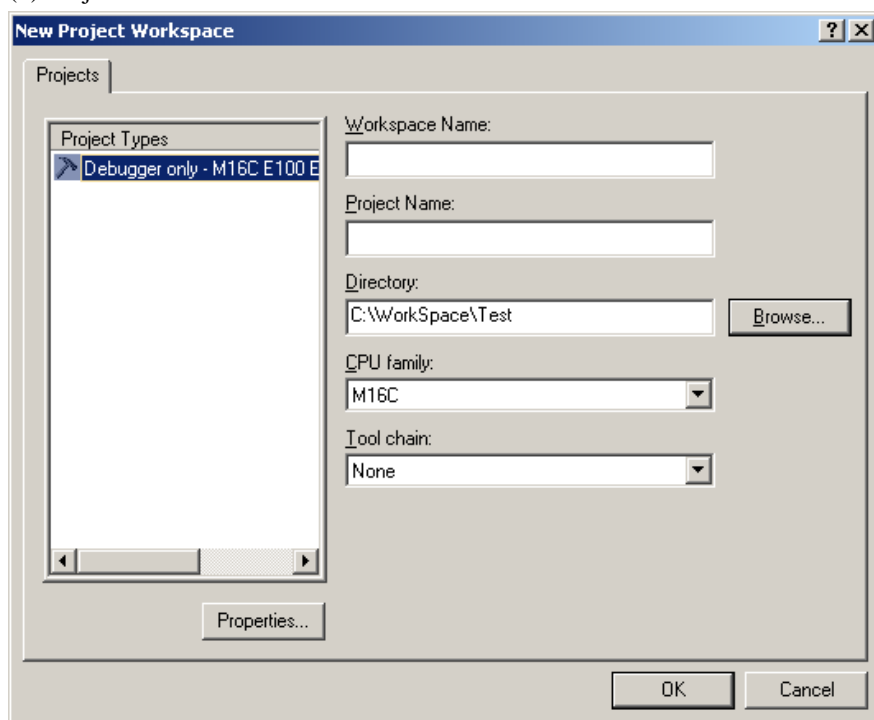 New Project Workspace
Projects
Project Types
Debugger only - M16C E100 E
Workspace Name:
Project Name:
Directory:
C:\WorkSpace\Test
Browse...
CPU family:
M16C
Tool chain:
None
Properties...
OK
Cancel